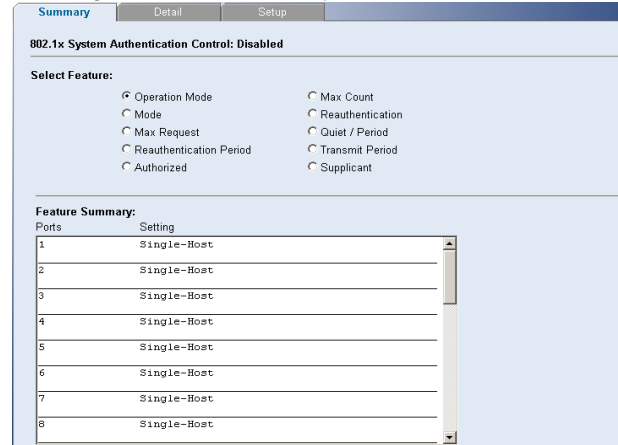 Summary Detail Setup
802.1x System Authentication Control: Disabled
Select Feature:
Operation Mode Max Count
Mode Reauthentication
Max Request Quiet / Period
Reauthentication Period Transmit Period
Authorized Supplicant
Feature Summary:
Ports Setting
1 Single-Host
2 Single-Host
3 Single-Host
4 Single-Host
5 Single-Host
6 Single-Host
7 Single-Host
8 Single-Host